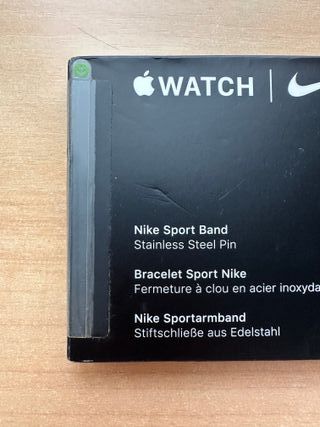 WATCH
Nike Sport Band
Stainless Steel Pin
Bracelet Sport Nike
Fermeture à clou en acier inoxyda
Nike Sportarmband
Stiftschließe aus Edelstahl